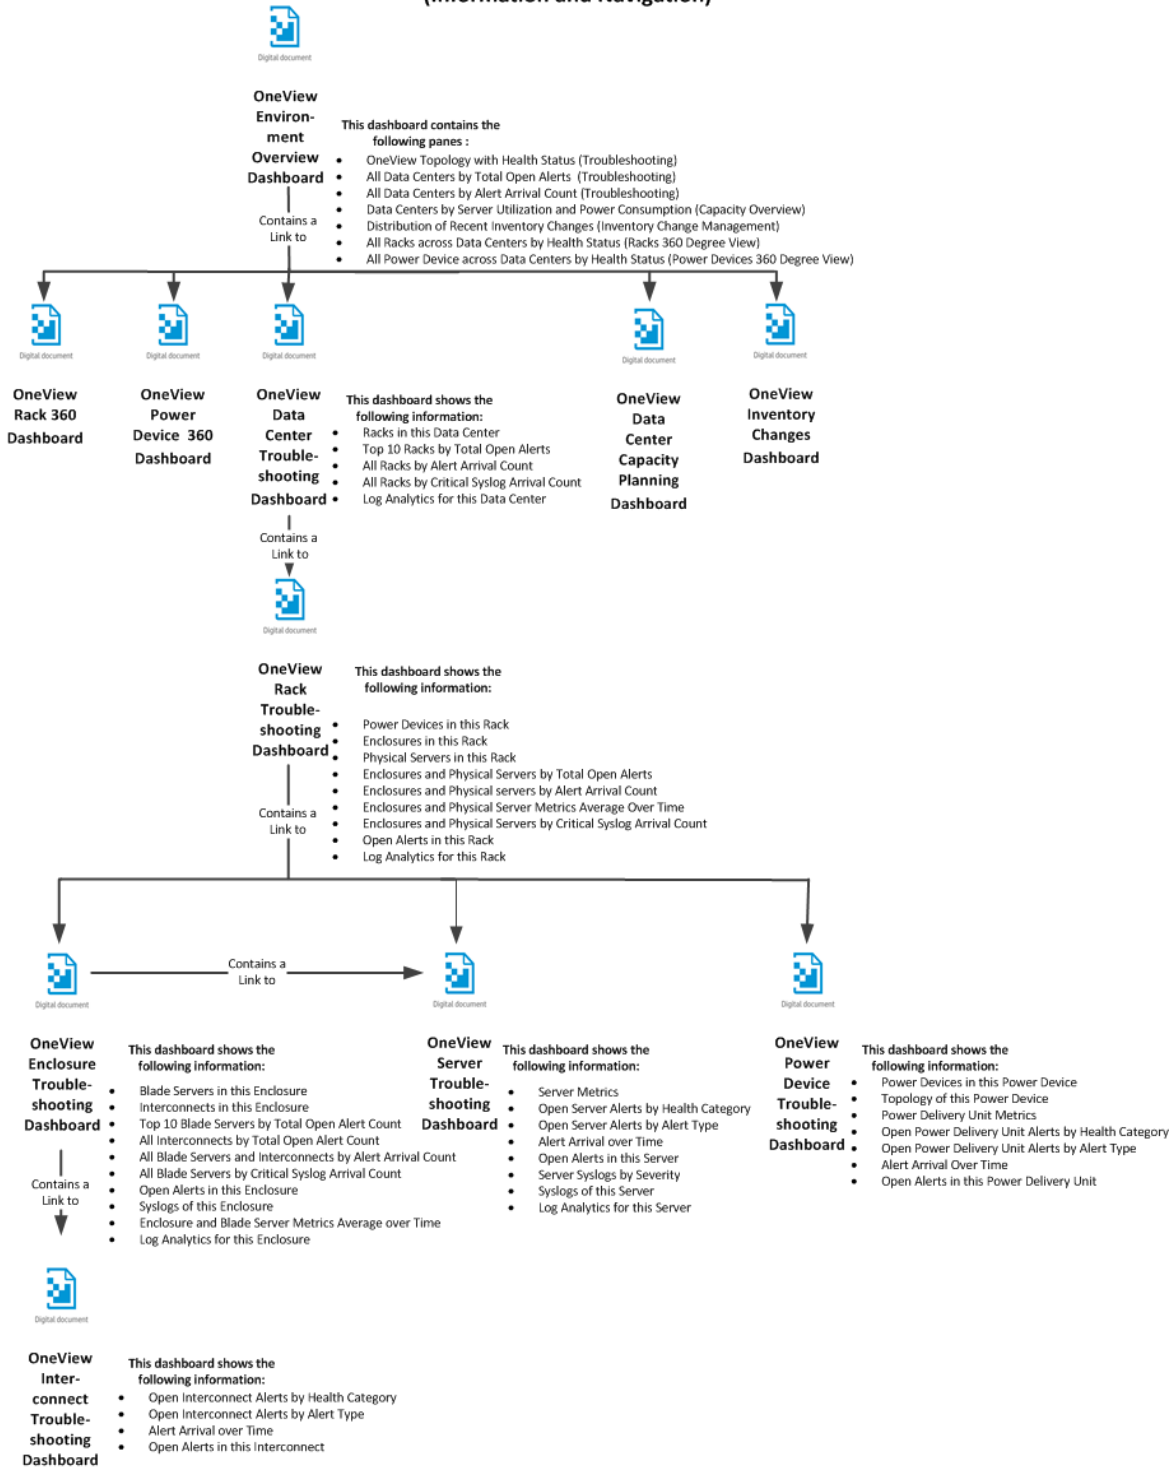 (Information and Navigation)
Digital document
OneView
Environ-
ment
Overview
Dashboard
This dashboard contains the
following panes :
• OneView Topology with Health Status (Troubleshooting)
• All Data Centers by Total Open Alerts (Troubleshooting)
• All Data Centers by Alert Arrival Count (Troubleshooting)
• Data Centers by Server Utilization and Power Consumption (Capacity Overview)
• Distribution of Recent Inventory Changes (Inventory Change Management)
• All Racks across Data Centers by Health Status (Racks 360 Degree View)
• All Power Device across Data Centers by Health Status (Power Devices 360 Degree View)
Contains a
Link to
Digital document
OneView
Rack 360
Dashboard
Digital document
OneView
Power
Device 360
Dashboard
Digital document
OneView
Data
Center
Trouble-
shooting
Dashboard
This dashboard shows the
following information:
• Racks in this Data Center
• Top 10 Racks by Total Open Alerts
• All Racks by Alert Arrival Count
• All Racks by Critical Syslog Arrival Count
• Log Analytics for this Data Center
Digital document
OneView
Data
Center
Capacity
Planning
Dashboard
Digital document
OneView
Inventory
Changes
Dashboard
Contains a
Link to
Digital document
OneView
Rack
Trouble-
shooting
Dashboard
This dashboard shows the
following information:
• Power Devices in this Rack
• Enclosures in this Rack
• Physical Servers in this Rack
• Enclosures and Physical Servers by Total Open Alerts
• Enclosures and Physical servers by Alert Arrival Count
• Enclosures and Physical Server Metrics Average Over Time
• Enclosures and Physical Servers by Critical Syslog Arrival Count
• Open Alerts in this Rack
• Log Analytics for this Rack
Contains a
Link to
Digital document
Contains a
Link to
Digital document
Digital document
OneView
Enclosure
Trouble-
shooting
Dashboard
This dashboard shows the
following information:
• Blade Servers in this Enclosure
• Interconnects in this Enclosure
• Top 10 Blade Servers by Total Open Alert Count
• All Interconnects by Total Open Alert Count
• All Blade Servers and Interconnects by Alert Arrival Count
• All Blade Servers by Critical Syslog Arrival Count
• Open Alerts in this Enclosure
• Syslogs of this Enclosure
• Enclosure and Blade Server Metrics Average over Time
• Log Analytics for this Enclosure
OneView
Server
Trouble-
shooting
Dashboard
This dashboard shows the
following information:
• Server Metrics
• Open Server Alerts by Health Category
• Open Server Alerts by Alert Type
• Alert Arrival over Time
• Open Alerts in this Server
• Server Syslogs by Severity
• Syslogs of this Server
• Log Analytics for this Server
OneView
Power
Device
Trouble-
shooting
Dashboard
This dashboard shows the
following information:
• Power Devices in this Power Device
• Topology of this Power Device
• Power Delivery Unit Metrics
• Open Power Delivery Unit Alerts by Health Category
• Open Power Delivery Unit Alerts by Alert Type
• Alert Arrival Over Time
• Open Alerts in this Power Delivery Unit
Contains a
Link to
Digital document
OneView
Inter-
connect
Trouble-
shooting
Dashboard
This dashboard shows the
following information:
• Open Interconnect Alerts by Health Category
• Open Interconnect Alerts by Alert Type
• Alert Arrival over Time
• Open Alerts in this Interconnect